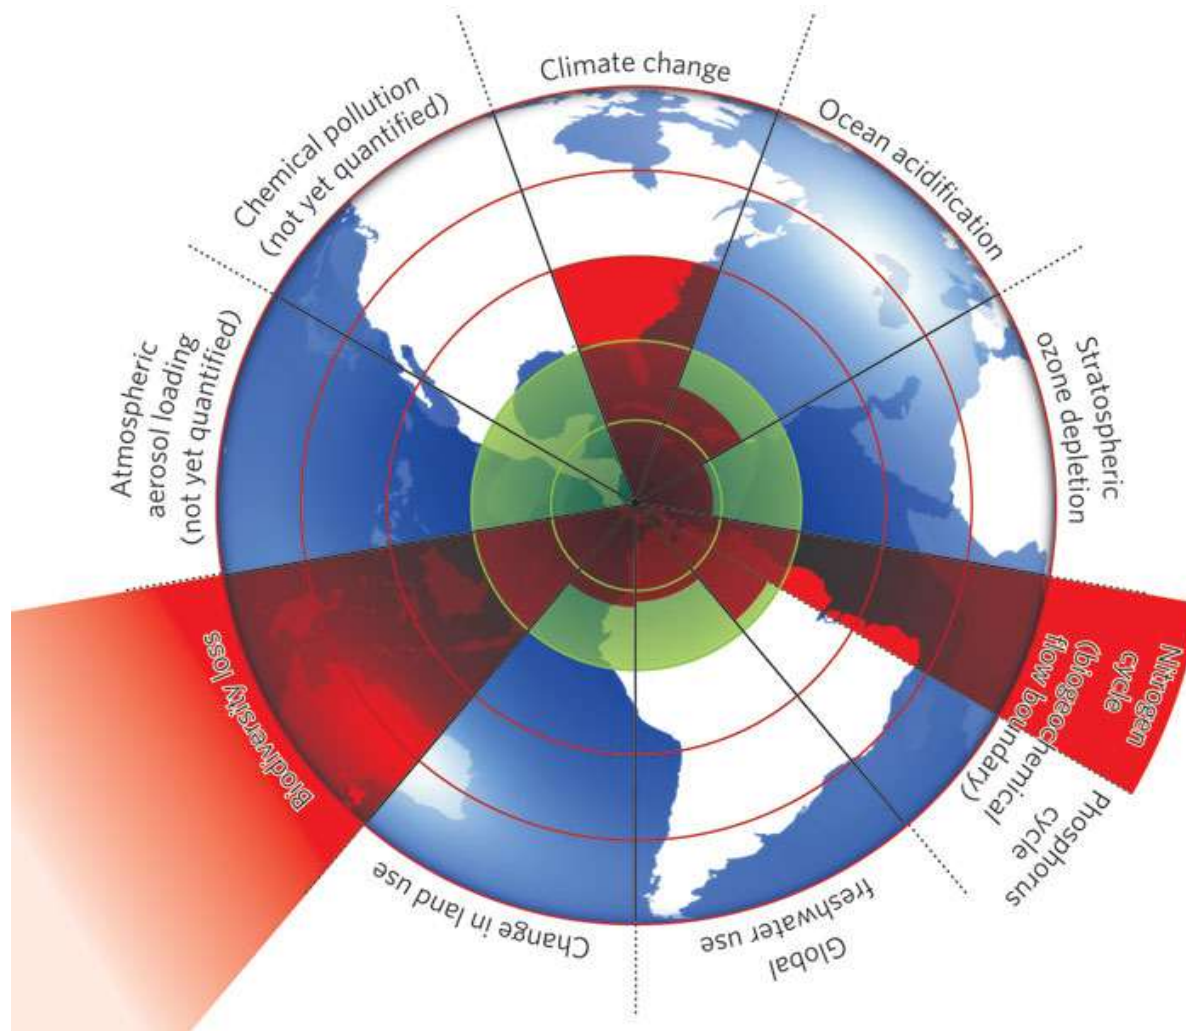 Climate change
Ocean acidification
Stratospheric
ozone depletion
Nitrogen
cycle
(biogeochemical
flow boundary)
Phosphorus
cycle
Global
freshwater use
Change in land use
Biodiversity loss
Atmospheric
aerosol loading
(not yet quantified)
Chemical pollution
(not yet quantified)